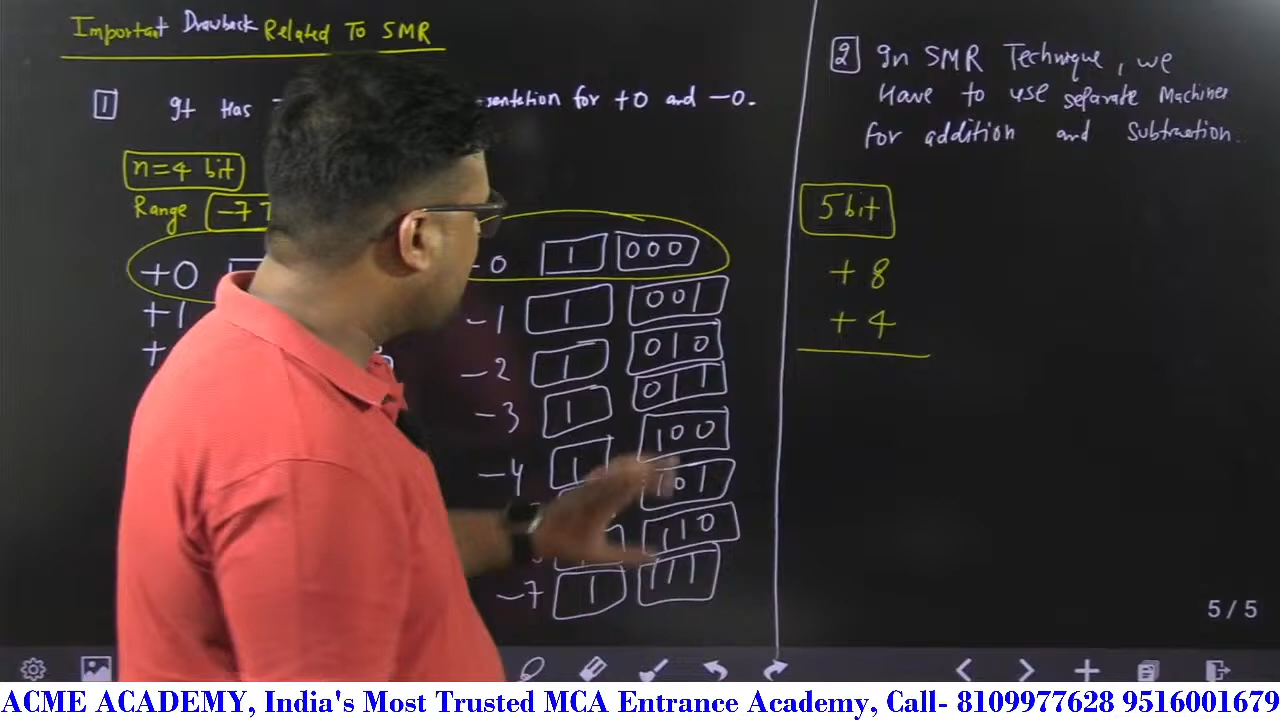 Important Drawback Related To SMR
1 It Has sentation for +0 and -0.
n=4 bit
Range -7 T
+0
-0 1 000
+1
-1 1 001
+
-2 1 010
-3 1 011
-4 1 100
101
110
-7 1 111
2 In SMR Technique, we
Have to use separate Machines
for addition and Subtraction.
5 bit
+8
+4
5/5
ACME ACADEMY, India's Most Trusted MCA Entrance Academy, Call- 8109977628 9516001679